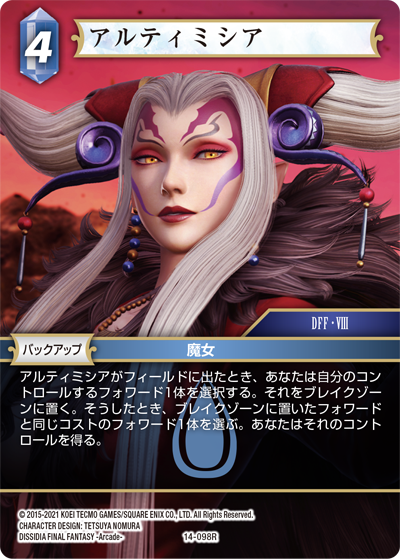 4
アルティミシア
DFF・VIII
バックアップ
魔女
アルティミシアがフィールドに出たとき、あなたは自分のコント
ロールするフォワード1体を選択する。それをブレイクゾー
ンに置く。そうしたとき、ブレイクゾーンに置いたフォワード
と同じコストのフォワード1体を選ぶ。あなたはそれのコント
ロールを得る。
© 2015-2021 KOEI TECMO GAMES/SQUARE ENIX CO., LTD. All Rights Reserved.
CHARACTER DESIGN: TETSUYA NOMURA
DISSIDIA FINAL FANTASY -Arcade-
14-098R